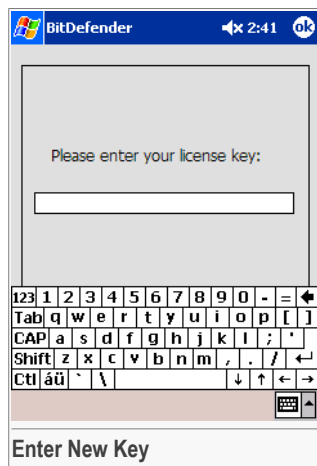 BitDefender 2:41 ok
Please enter your license key:
123 1 2 3 4 5 6 7 8 9 0 - =
Tab q w e r t y u i o p [ ]
CAP a s d f g h j k l ; '
Shift z x c v b n m , . /
Ctl áü ` \
Enter New Key